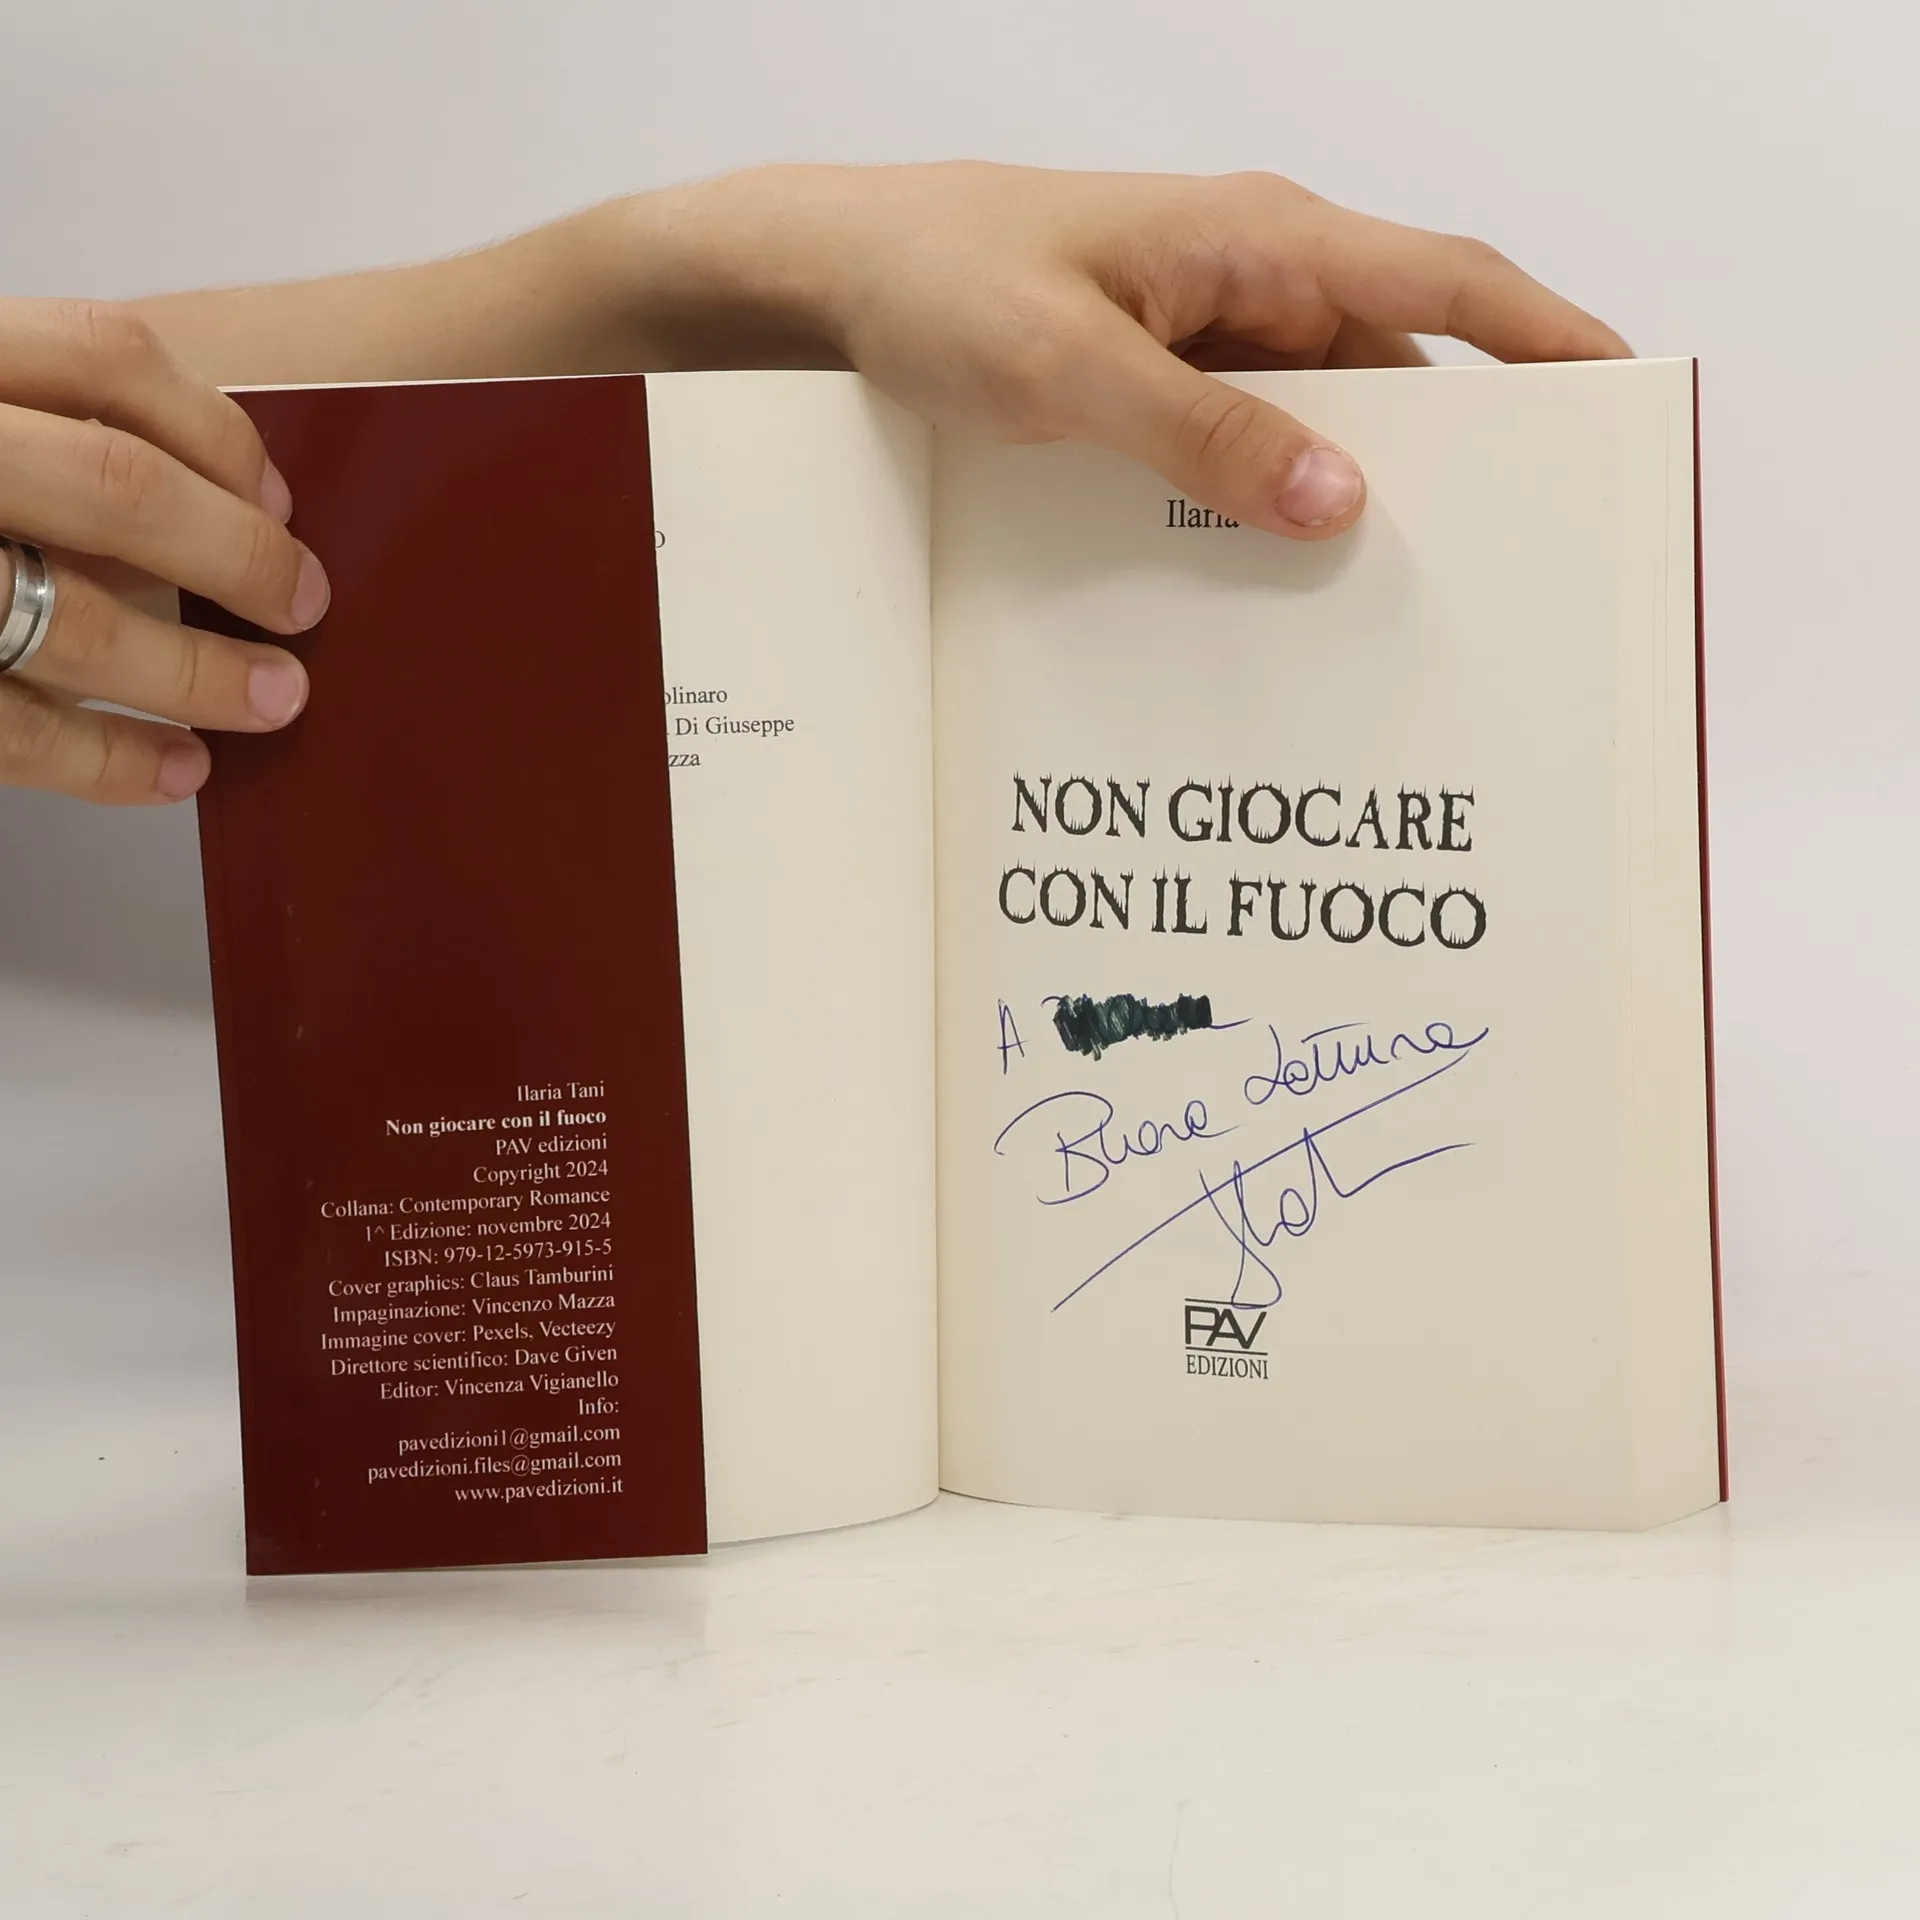 Ilaria Tani
Non giocare con il fuoco
PAV edizioni
Copyright 2024
Collana: Contemporary Romance
1^ Edizione: novembre 2024
ISBN: 979-12-5973-915-5
Cover graphics: Claus Tamburini
Impaginazione: Vincenzo Mazza
Immagine cover: Pexels, Vecteezy
Direttore scientifico: Dave Given
Editor: Vincenza Vigianello
Info:
pavedizioni1@gmail.com
pavedizioni.files@gmail.com
www.pavedizioni.it
olinaro
Di Giuseppe
zza
Ilaria
NON GIOCARE
CON IL FUOCO
A
Buona Lettura
PAV
EDIZIONI